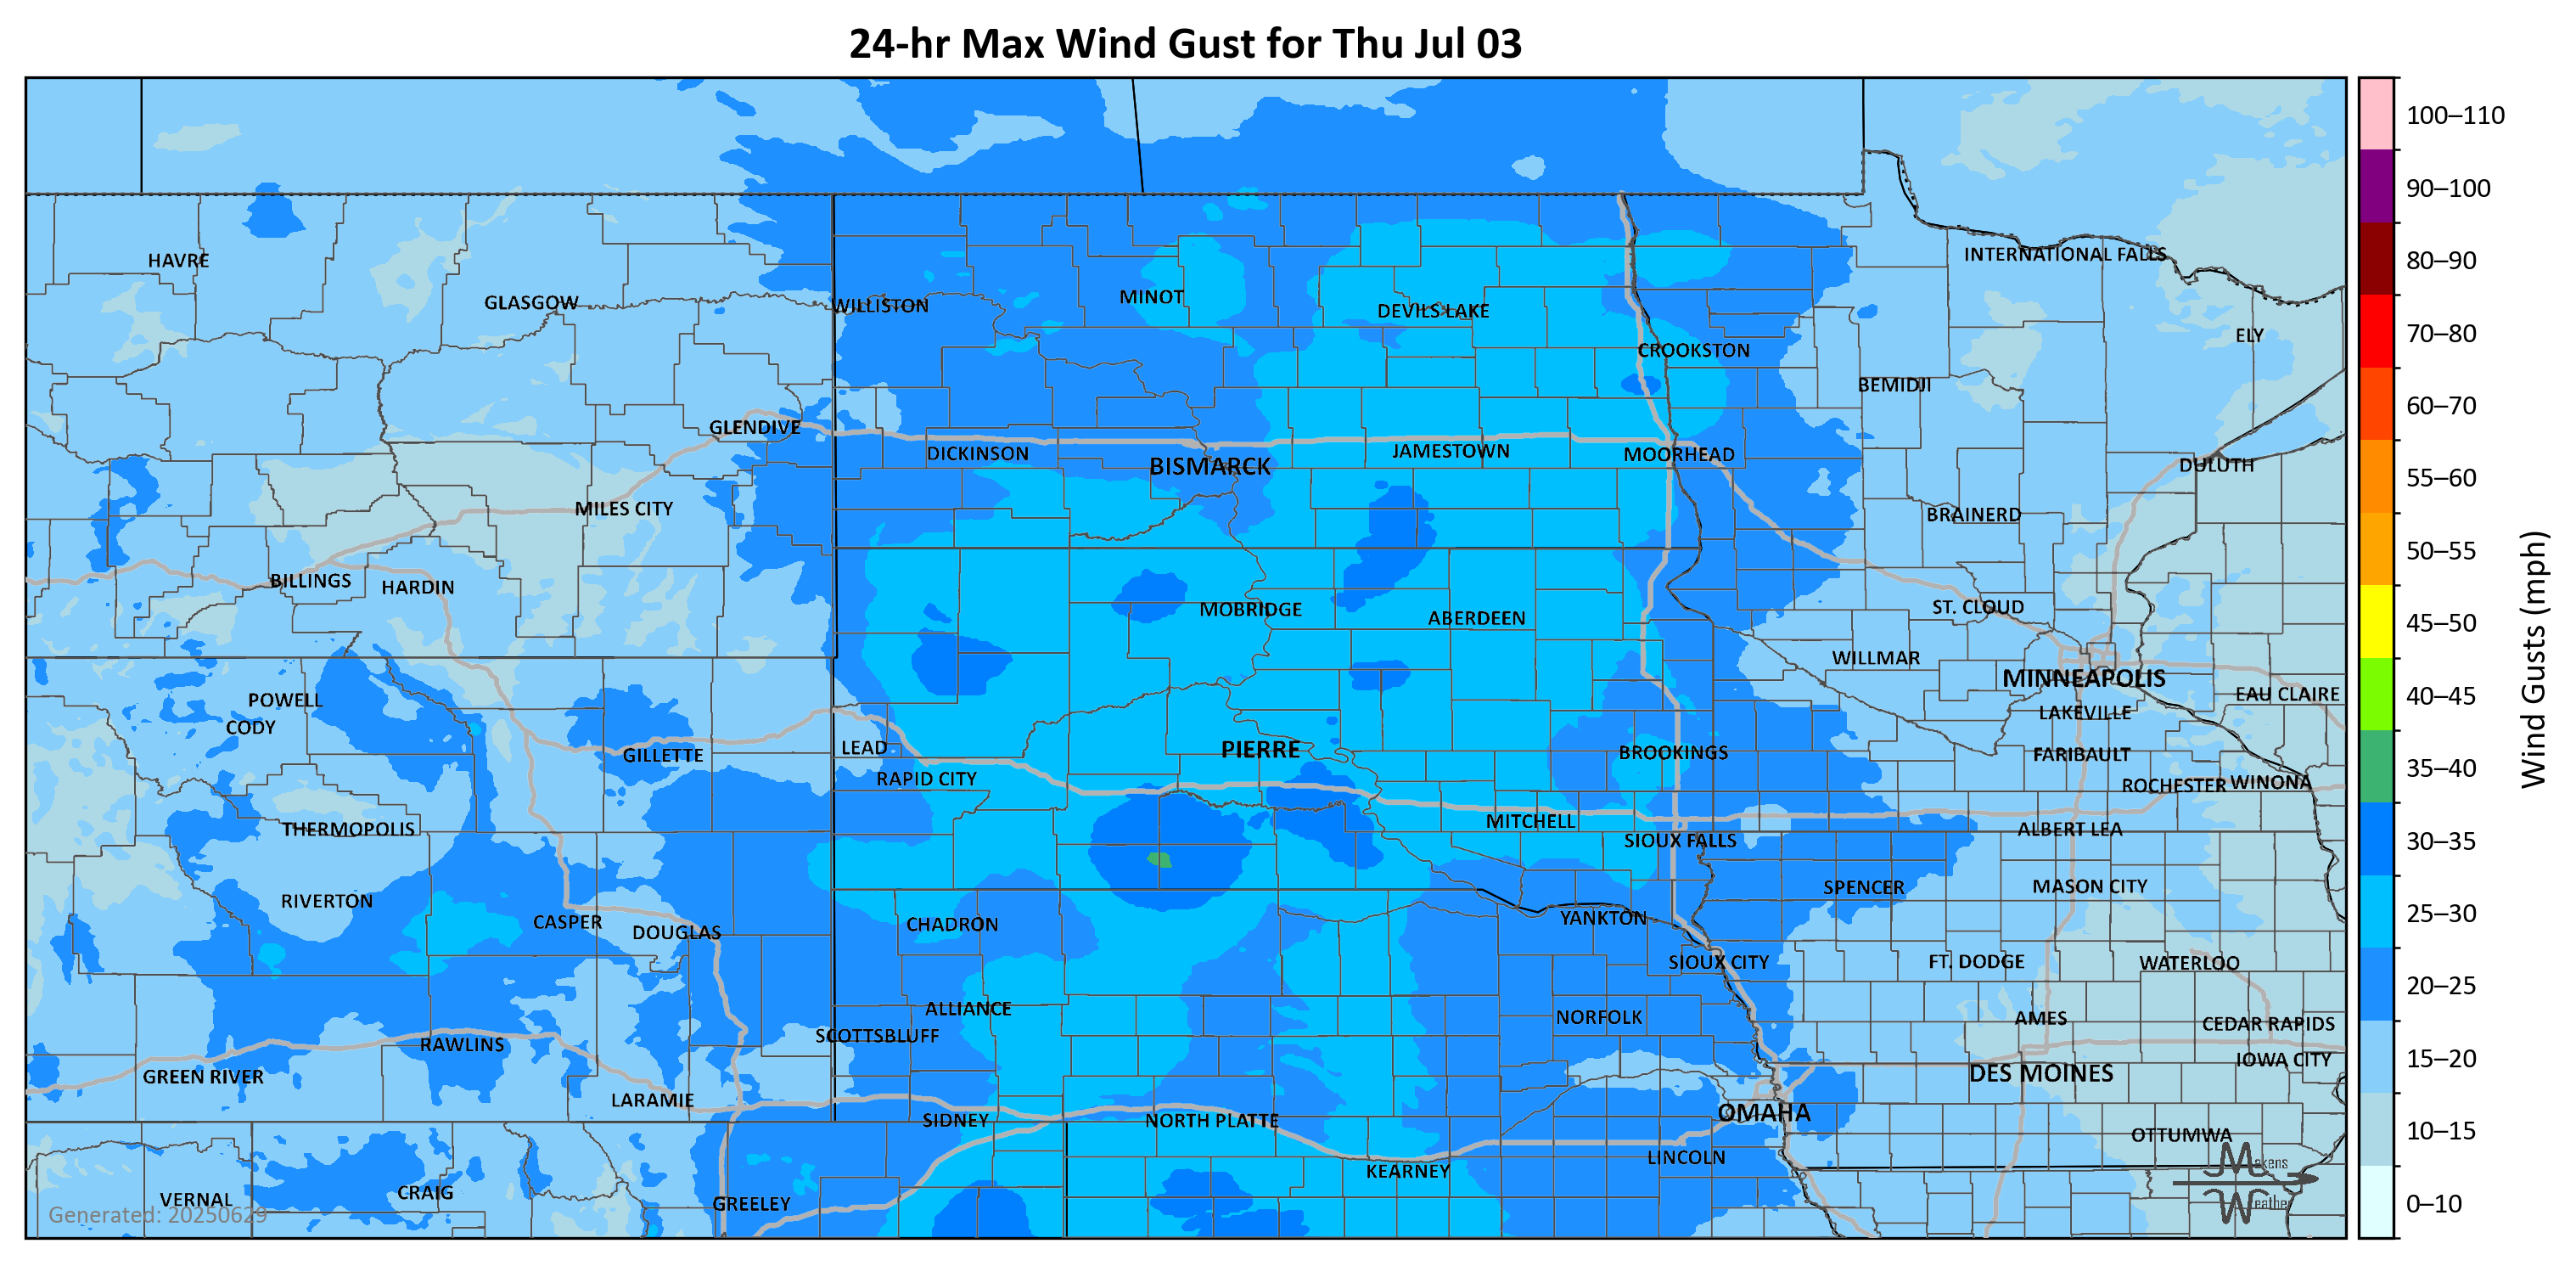 24-hr Max Wind Gust for Thu Jul 03
100–110
90–100
80–90
70–80
60–70
55–60
50–55
45–50
40–45
35–40
30–35
25–30
20–25
15–20
10–15
0–10
Wind Gusts (mph)
HAVRE
INTERNATIONAL FALLS
GLASGOW
WILLISTON
MINOT
DEVILS LAKE
ELY
CROOKSTON
BEMIDJI
GLENDIVE
DICKINSON
BISMARCK
JAMESTOWN
MOORHEAD
DULUTH
MILES CITY
BRAINERD
BILLINGS
HARDIN
MOBRIDGE
ABERDEEN
ST. CLOUD
WILLMAR
MINNEAPOLIS
POWELL
EAU CLAIRE
CODY
LAKEVILLE
GILLETTE
LEAD
PIERRE
BROOKINGS
FARIBAULT
RAPID CITY
ROCHESTER
WINONA
THERMOPOLIS
MITCHELL
SIOUX FALLS
ALBERT LEA
RIVERTON
SPENCER
MASON CITY
CASPER
DOUGLAS
CHADRON
YANKTON
SIOUX CITY
FT. DODGE
WATERLOO
ALLIANCE
SCOTTSBLUFF
NORFOLK
AMES
CEDAR RAPIDS
RAWLINS
IOWA CITY
GREEN RIVER
DES MOINES
LARAMIE
SIDNEY
NORTH PLATTE
OMAHA
OTTUMWA
KEARNEY
LINCOLN
VERNAL
CRAIG
GREELEY
Generated: 20250629
Makens
Weather